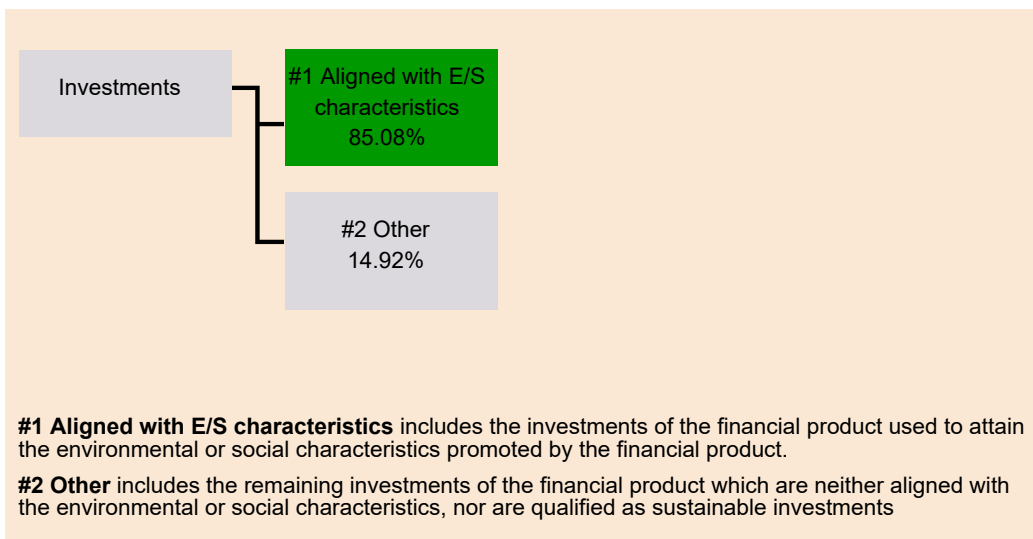 Investments
#1 Aligned with E/S
characteristics
85.08%
#2 Other
14.92%
#1 Aligned with E/S characteristics includes the investments of the financial product used to attain
the environmental or social characteristics promoted by the financial product.
#2 Other includes the remaining investments of the financial product which are neither aligned with
the environmental or social characteristics, nor are qualified as sustainable investments